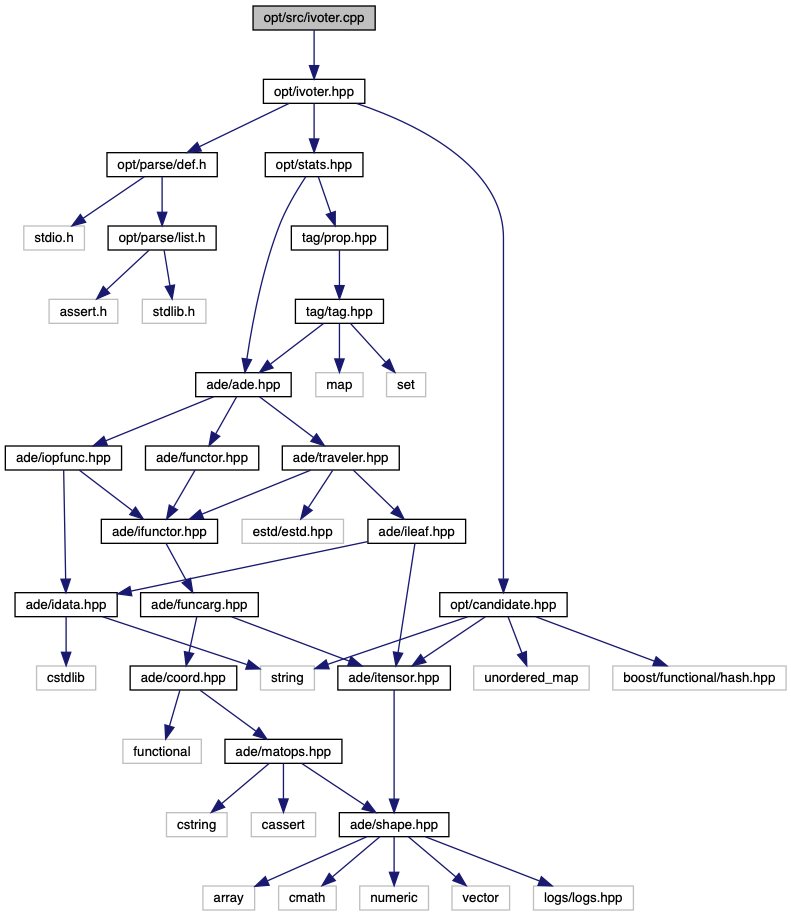 opt/src/ivoter.cpp
opt/ivoter.hpp
opt/parse/def.h
opt/stats.hpp
stdio.h
opt/parse/list.h
tag/prop.hpp
assert.h
stdlib.h
tag/tag.hpp
ade/ade.hpp
map
set
ade/iopfunc.hpp
ade/functor.hpp
ade/traveler.hpp
ade/ifunctor.hpp
estd/estd.hpp
ade/ileaf.hpp
ade/idata.hpp
ade/funcarg.hpp
opt/candidate.hpp
cstdlib
ade/coord.hpp
string
ade/itensor.hpp
unordered_map
boost/functional/hash.hpp
functional
ade/matops.hpp
cstring
cassert
ade/shape.hpp
array
cmath
numeric
vector
logs/logs.hpp